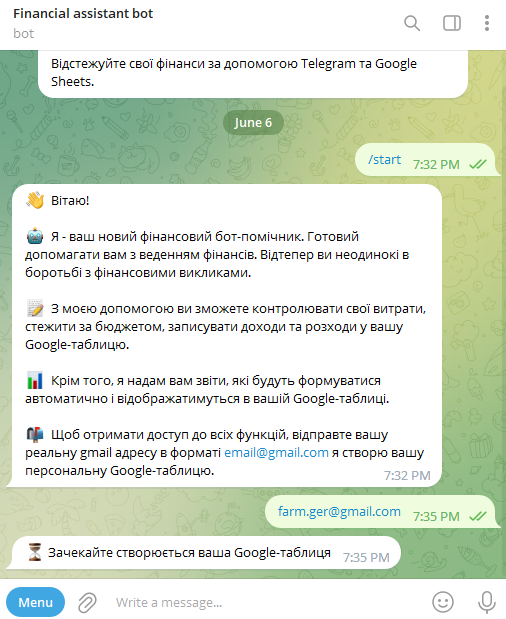 Financial assistant bot
bot
Відстежуйте свої фінанси за допомогою Telegram та Google
Sheets.
June 6
/start
7:32 PM
👋 Вітаю!
🤖 Я - ваш новий фінансовий бот-помічник. Готовий
допомагати вам з веденням фінансів. Відтепер ви неодинокі в
боротьбі з фінансовими викликами.
📝 З моєю допомогою ви зможете контролювати свої витрати,
стежити за бюджетом, записувати доходи та розходи у вашу
Google-таблицю.
📊 Крім того, я надам вам звіти, які будуть формуватися
автоматично і відображатимуться в вашій Google-таблиці.
📬 Щоб отримати доступ до всіх функцій, відправте вашу
реальну gmail адресу в форматі email@gmail.com я створю вашу
персональну Google-таблицю.
7:32 PM
farm.ger@gmail.com
7:35 PM
⏳ Зачекайте створюється ваша Google-таблиця
7:35 PM
Menu
Write a message...